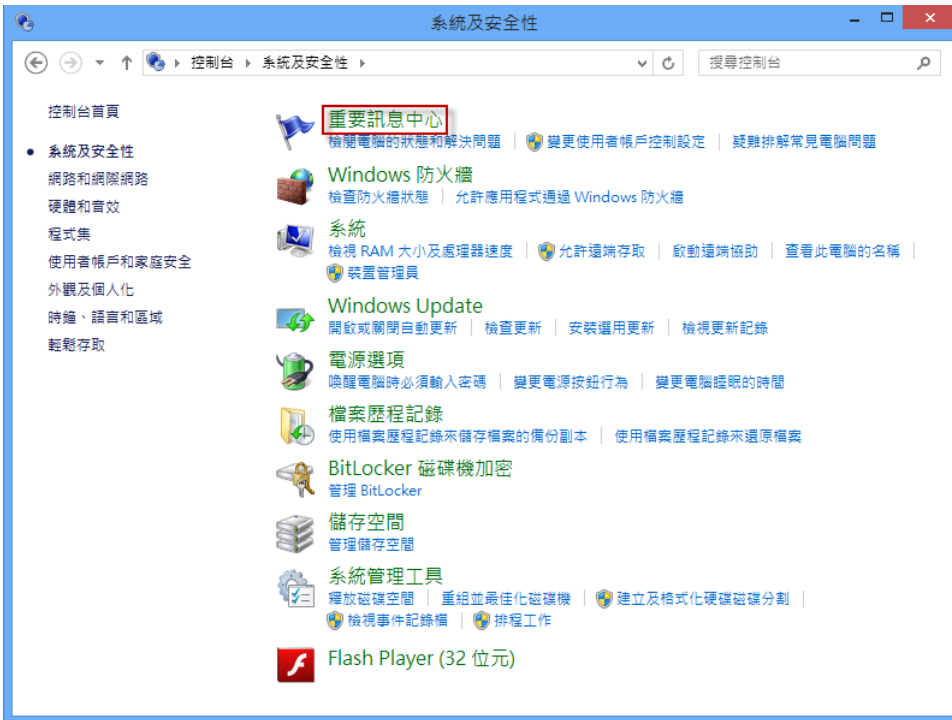 系統及安全性
控制台 系統及安全性
搜尋控制台
控制台首頁
系統及安全性
網路和網際網路
硬體和音效
程式集
使用者帳戶和家庭安全
外觀及個人化
時鐘、語言和區域
輕鬆存取
重要訊息中心
檢閱電腦的狀態和解決問題 變更使用者帳戶控制設定 疑難排解常見電腦問題
Windows 防火牆
檢查防火牆狀態 允許應用程式通過 Windows 防火牆
系統
檢視 RAM 大小及處理器速度 允許遠端存取 啟動遠端協助 查看此電腦的名稱
裝置管理員
Windows Update
開啟或關閉自動更新 檢查更新 安裝選用更新 檢視更新記錄
電源選項
喚醒電腦時必須輸入密碼 變更電源按鈕行為 變更電腦睡眠的時間
檔案歷程記錄
使用檔案歷程記錄來儲存檔案的備份副本 使用檔案歷程記錄來還原檔案
BitLocker 磁碟機加密
管理 BitLocker
儲存空間
管理儲存空間
系統管理工具
釋放磁碟空間 重組並最佳化磁碟機 建立及格式化硬碟磁碟分割
檢視事件記錄檔 排程工作
Flash Player (32 位元)